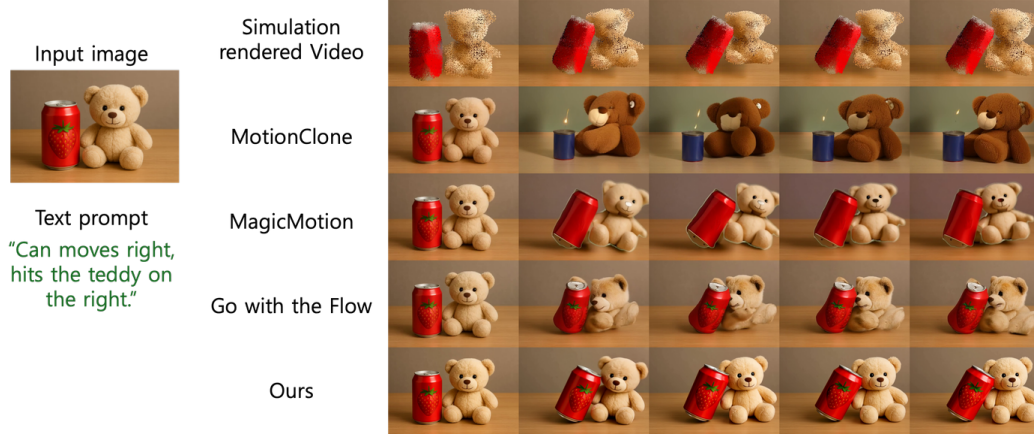 Input image
Text prompt
“Can moves right,
hits the teddy on
the right.”
Simulation
rendered Video
MotionClone
MagicMotion
Go with the Flow
Ours